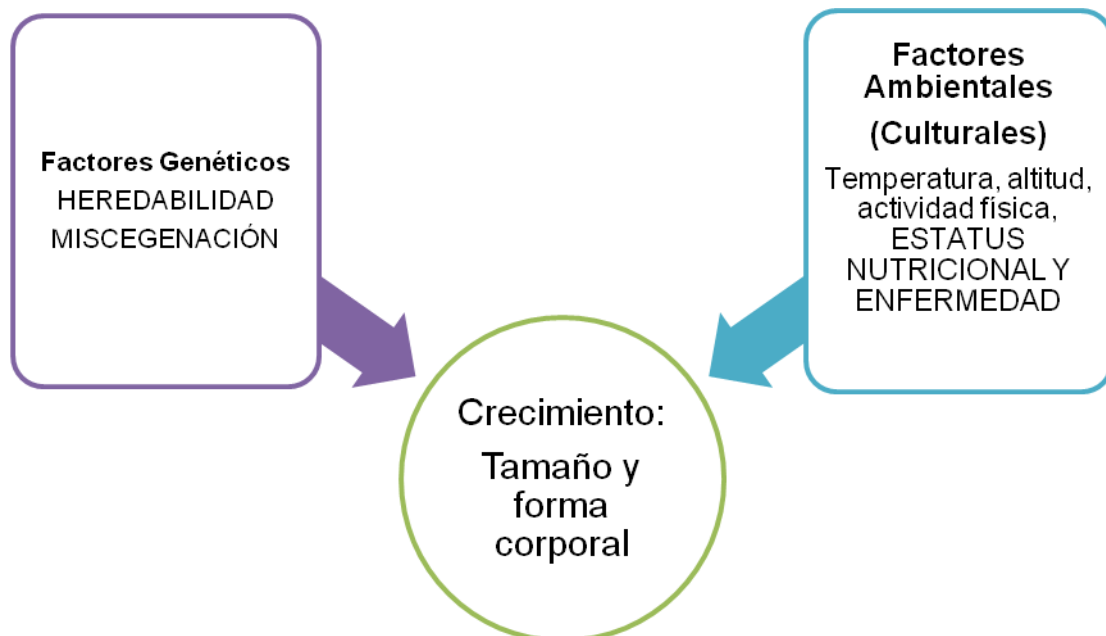 Factores Genéticos
HEREDABILIDAD
MISCEGENACIÓN
Factores
Ambientales
(Culturales)
Temperatura, altitud,
actividad física,
ESTATUS
NUTRICIONAL Y
ENFERMEDAD
Crecimiento:
Tamaño y
forma
corporal